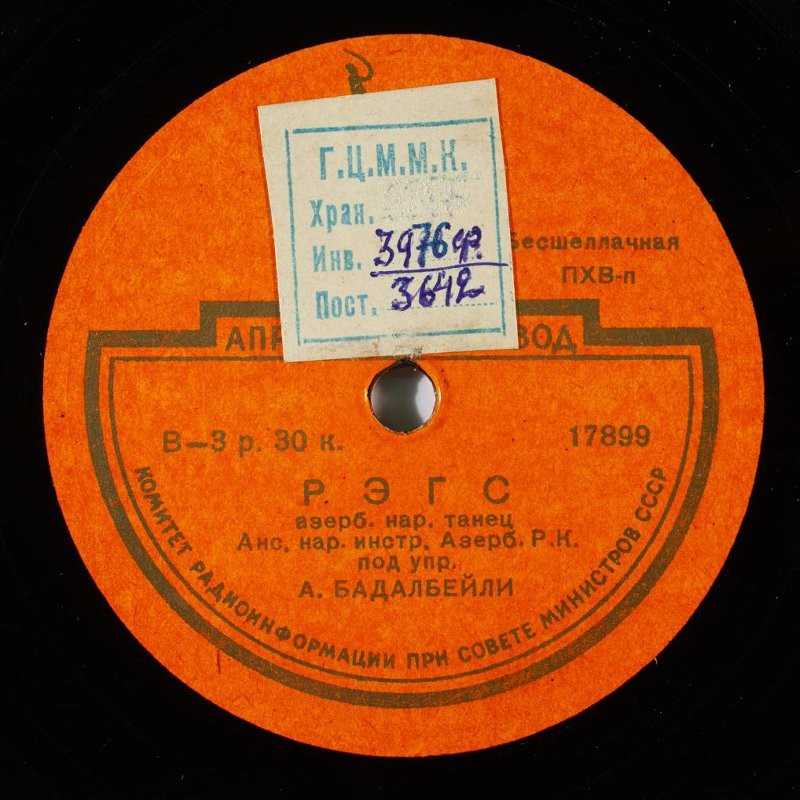 Г.Ц.М.М.К.
Хран.
Инв. 3976ф.
Пост. 3642
Бесшеллачная
ПХВ-п
АПР ВОД
В—3 р. 30 к.
17899
РЭГС
азерб. нар. танец
Анс. нар. инстр. Азерб. Р.К.
под упр.
А. БАДАЛБЕЙЛИ
КОМИТЕТ РАДИОИНФОРМАЦИИ ПРИ СОВЕТЕ МИНИСТРОВ СССР